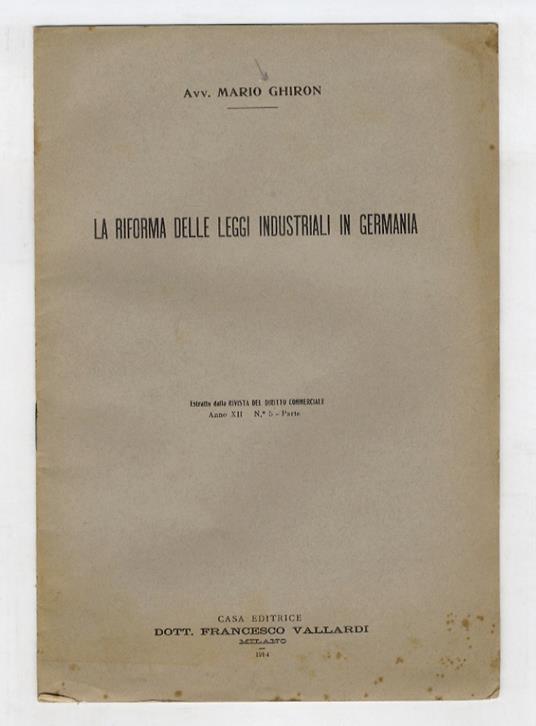 Avv. MARIO GHIRON
LA RIFORMA DELLE LEGGI INDUSTRIALI IN GERMANIA
Estratto dalla RIVISTA DEL DIRITTO COMMERCIALE
Anno XII N.° 5 - Parte
CASA EDITRICE
DOTT. FRANCESCO VALLARDI
MILANO
1914